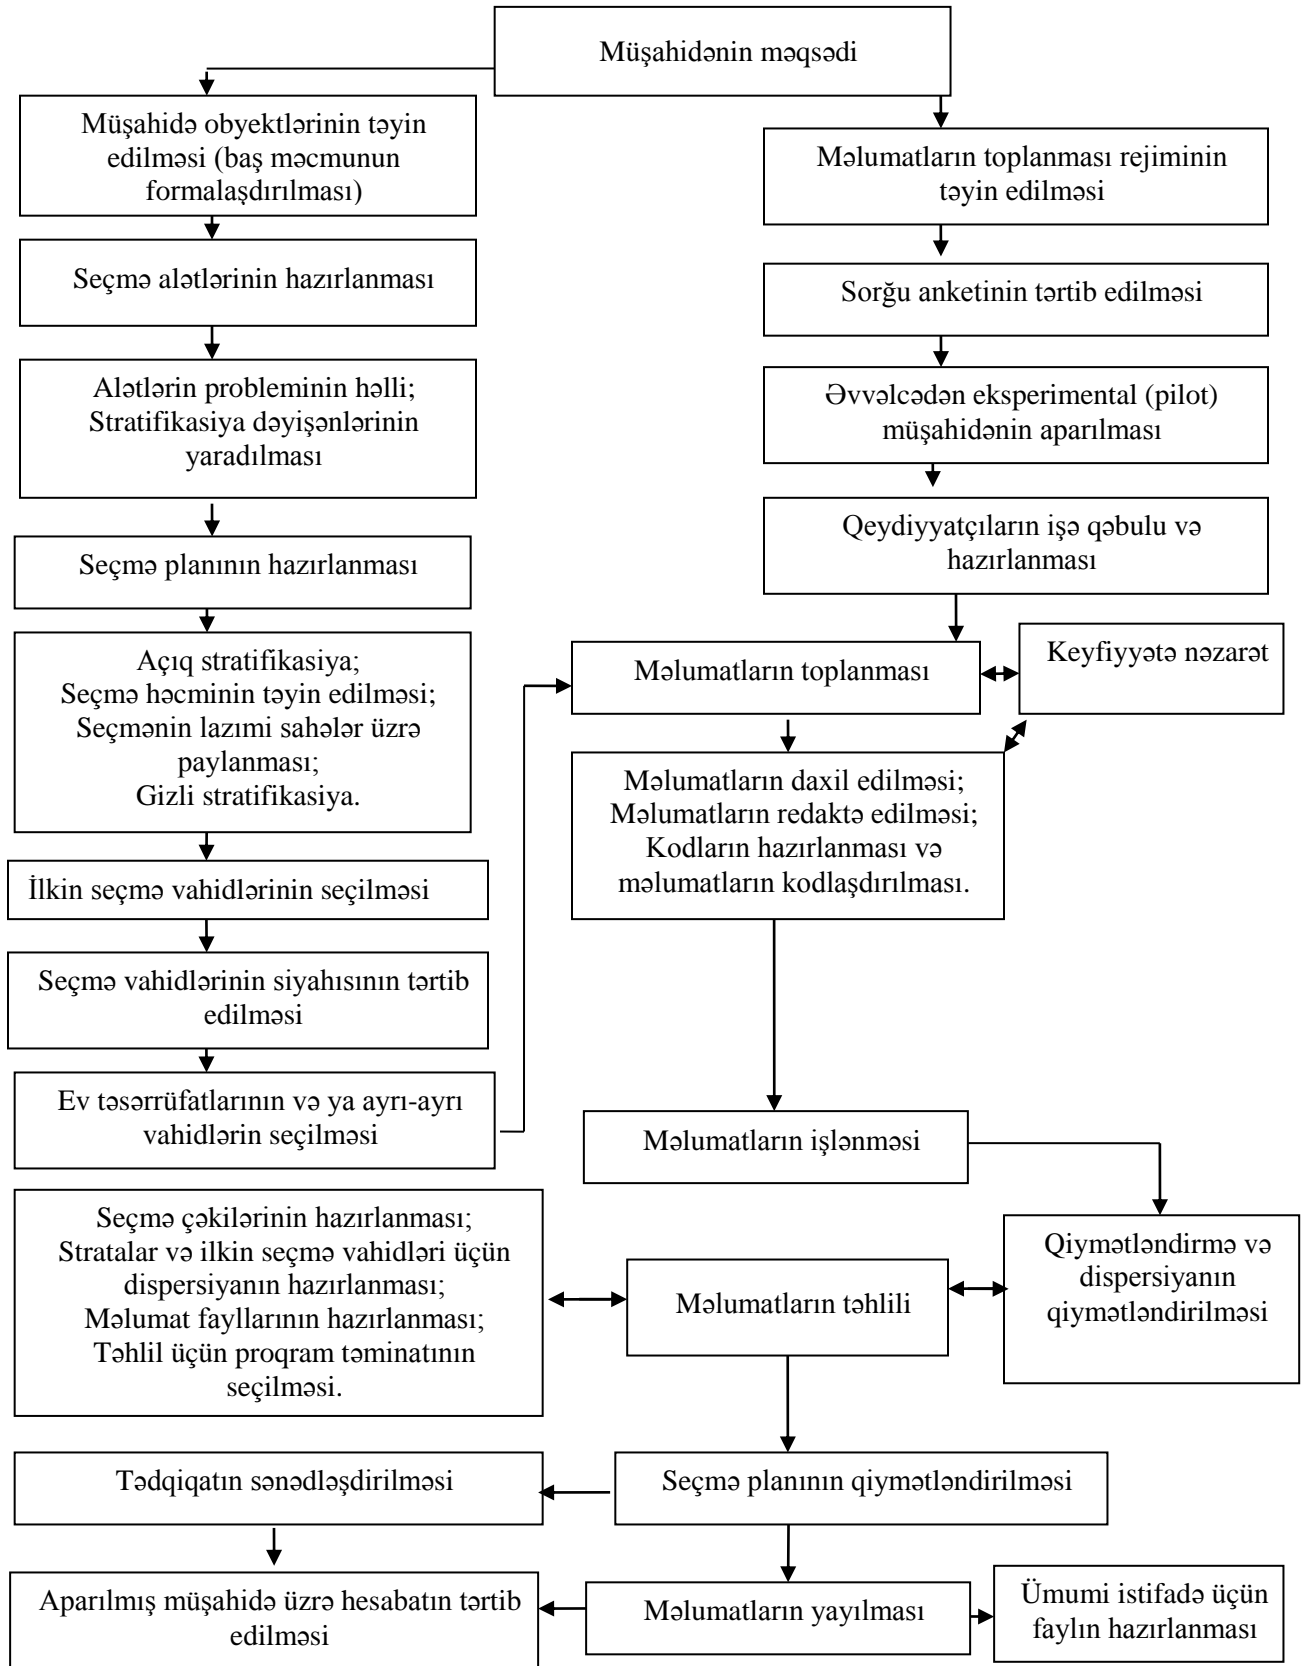 Müşahidənin məqsədi
Müşahidə obyektlərinin təyin
edilməsi (baş məcmunun
formalaşdırılması)
Seçmə alətlərinin hazırlanması
Alətlərin probleminin həlli;
Stratifikasiya dəyişənlərinin
yaradılması
Seçmə planının hazırlanması
Açıq stratifikasiya;
Seçmə həcminin təyin edilməsi;
Seçmənin lazımi sahələr üzrə
paylanması;
Gizli stratifikasiya.
İlkin seçmə vahidlərinin seçilməsi
Seçmə vahidlərinin siyahısının tərtib
edilməsi
Ev təsərrüfatlarının və ya ayrı-ayrı
vahidlərin seçilməsi
Məlumatların toplanması rejiminin
təyin edilməsi
Sorğu anketinin tərtib edilməsi
Əvvəlcədən eksperimental (pilot)
müşahidənin aparılması
Qeydiyyatçıların işə qəbulu və
hazırlanması
Məlumatların toplanması
Keyfiyyətə nəzarət
Məlumatların daxil edilməsi;
Məlumatların redaktə edilməsi;
Kodların hazırlanması və
məlumatların kodlaşdırılması.
Məlumatların işlənməsi
Seçmə çəkilərinin hazırlanması;
Stratalar və ilkin seçmə vahidləri üçün
dispersiyanın hazırlanması;
Məlumat fayllarının hazırlanması;
Təhlil üçün proqram təminatının
seçilməsi.
Məlumatların təhlili
Qiymətləndirmə və
dispersiyanın
qiymətləndirilməsi
Tədqiqatın sənədləşdirilməsi
Seçmə planının qiymətləndirilməsi
Aparılmış müşahidə üzrə hesabatın tərtib
edilməsi
Məlumatların yayılması
Ümumi istifadə üçün
faylın hazırlanması